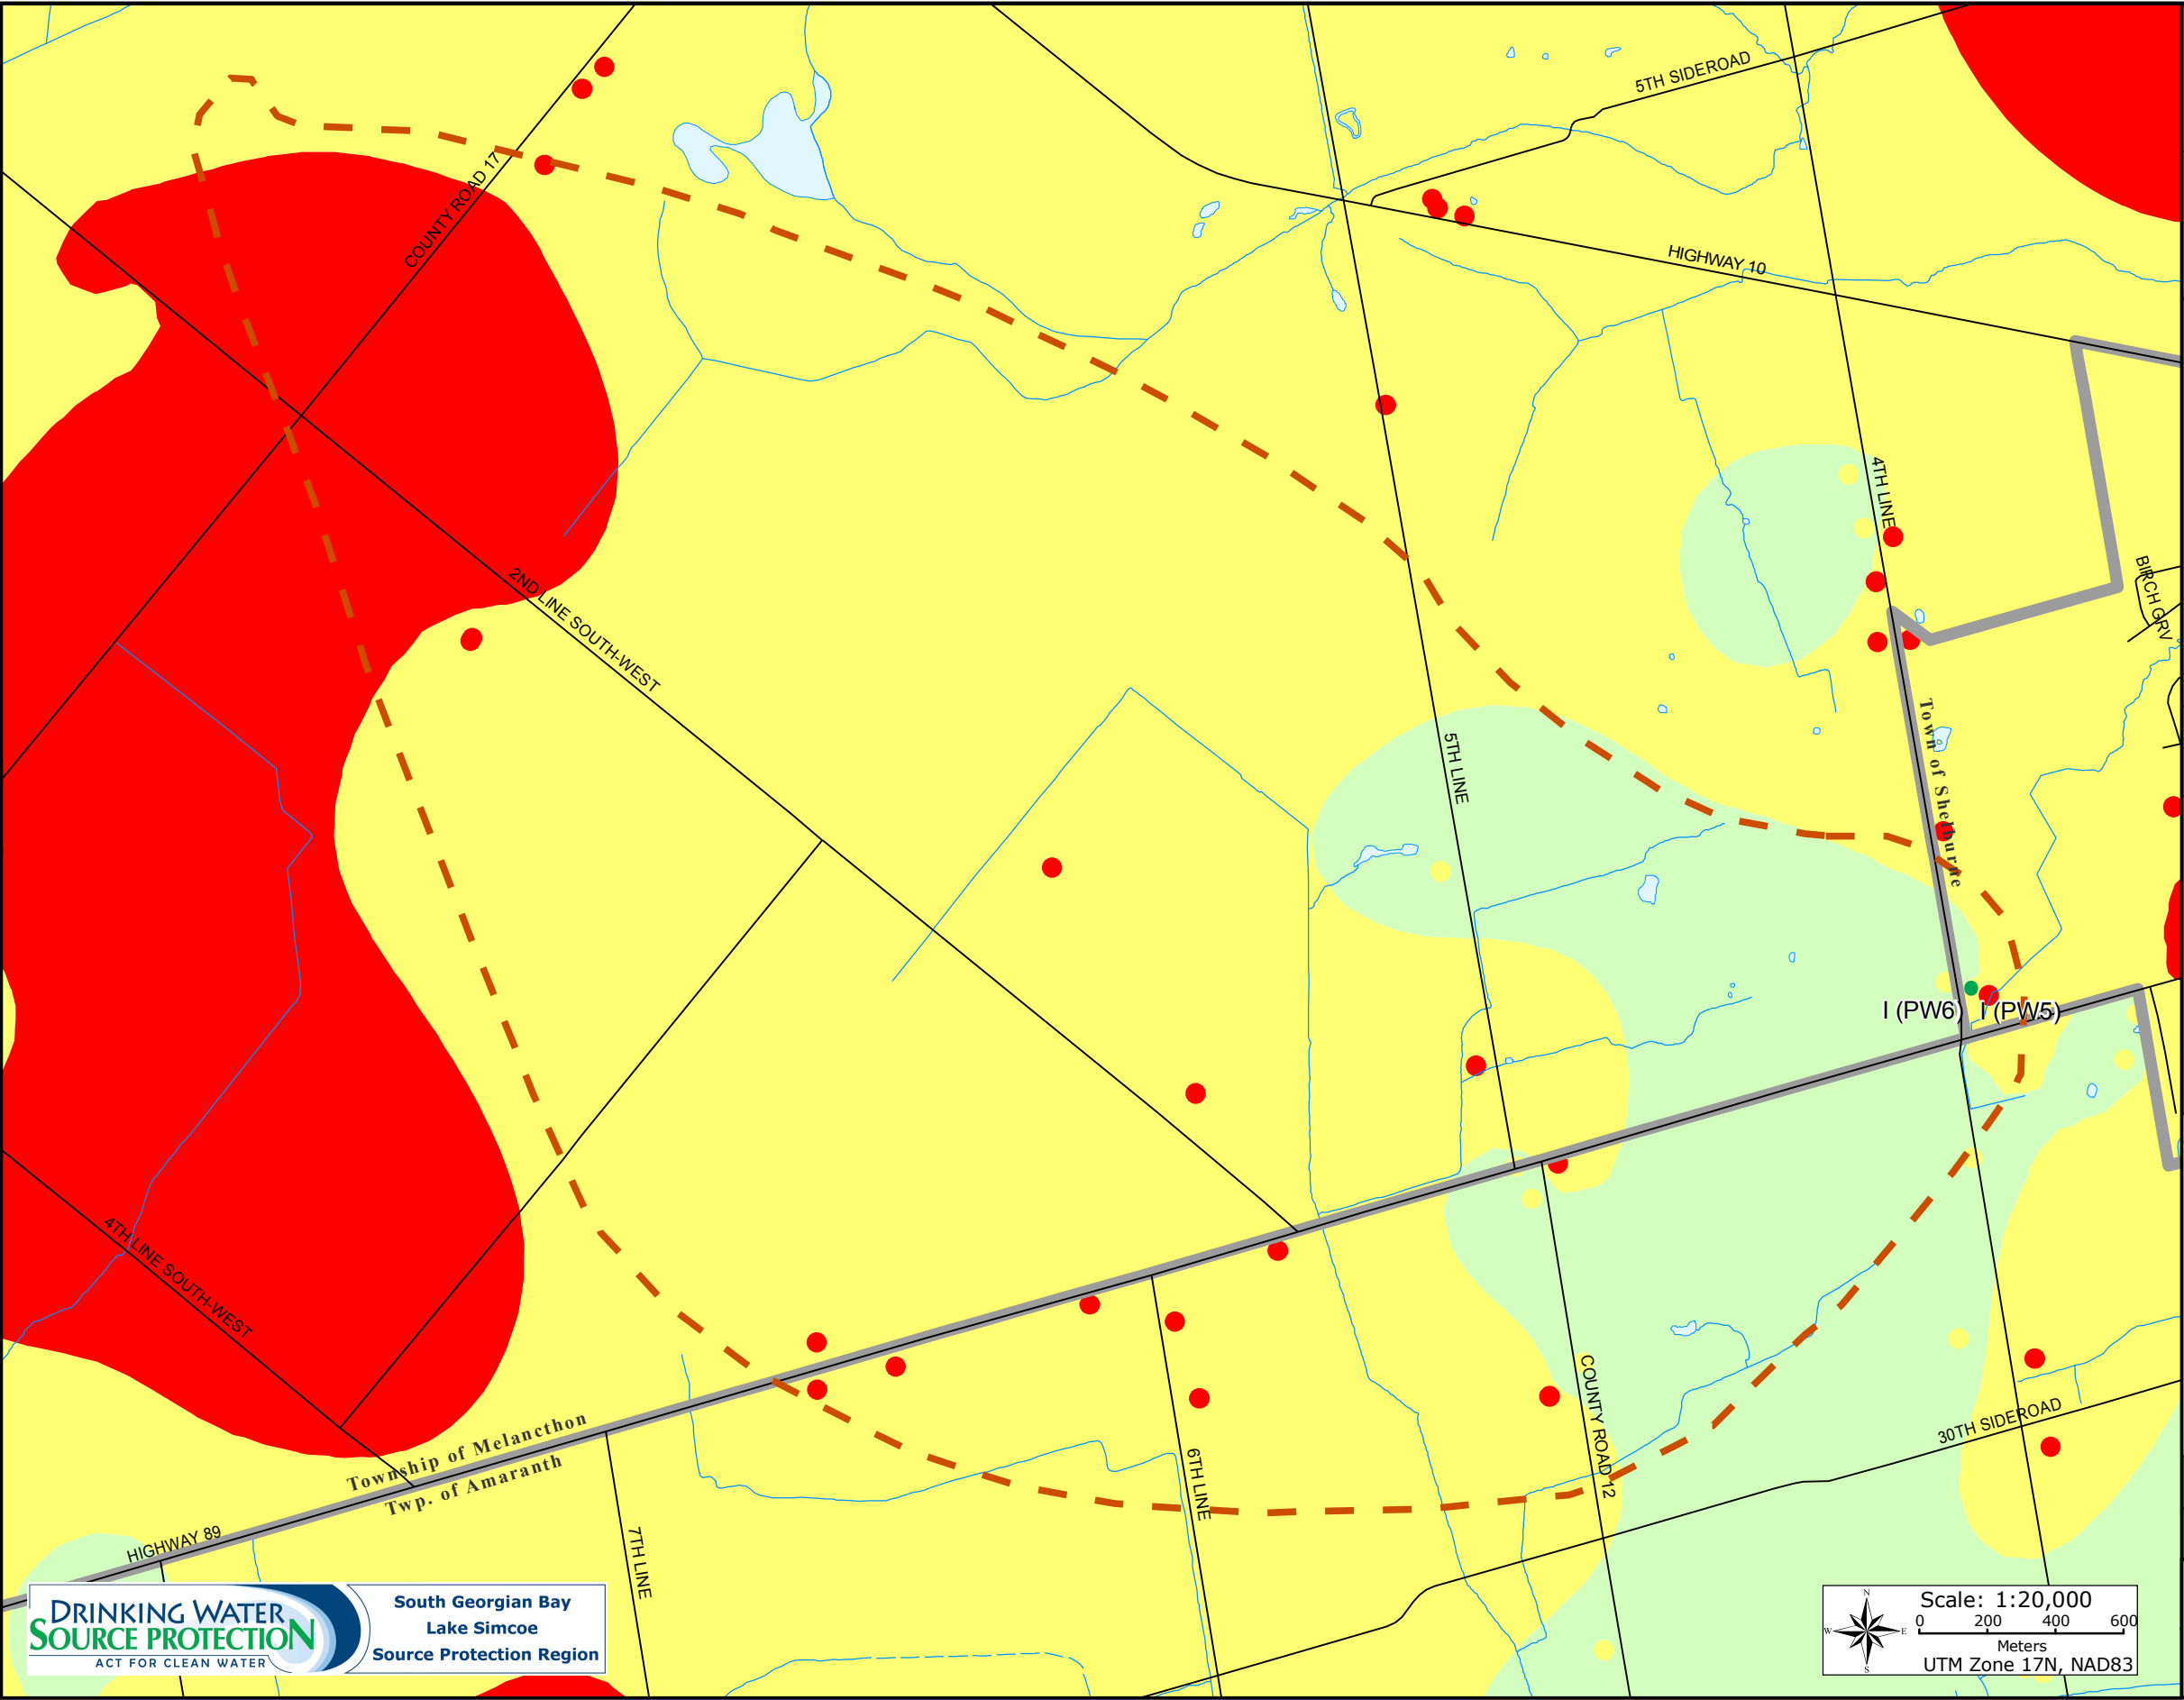 5TH SIDEROAD
COUNTY ROAD 17
HIGHWAY 10
4TH LINE
BIRCH GRV
2ND LINE SOUTH-WEST
5TH LINE
Town of Shelburne
I (PW6)
I (PW5)
4TH LINE SOUTH-WEST
COUNTY ROAD 12
30TH SIDEROAD
Township of Melancthon
Twp. of Amaranth
6TH LINE
HIGHWAY 89
7TH LINE
DRINKING WATER
SOURCE PROTECTION
ACT FOR CLEAN WATER
South Georgian Bay
Lake Simcoe
Source Protection Region
N
W E
S
Scale: 1:20,000
0 200 400 600
Meters
UTM Zone 17N, NAD83